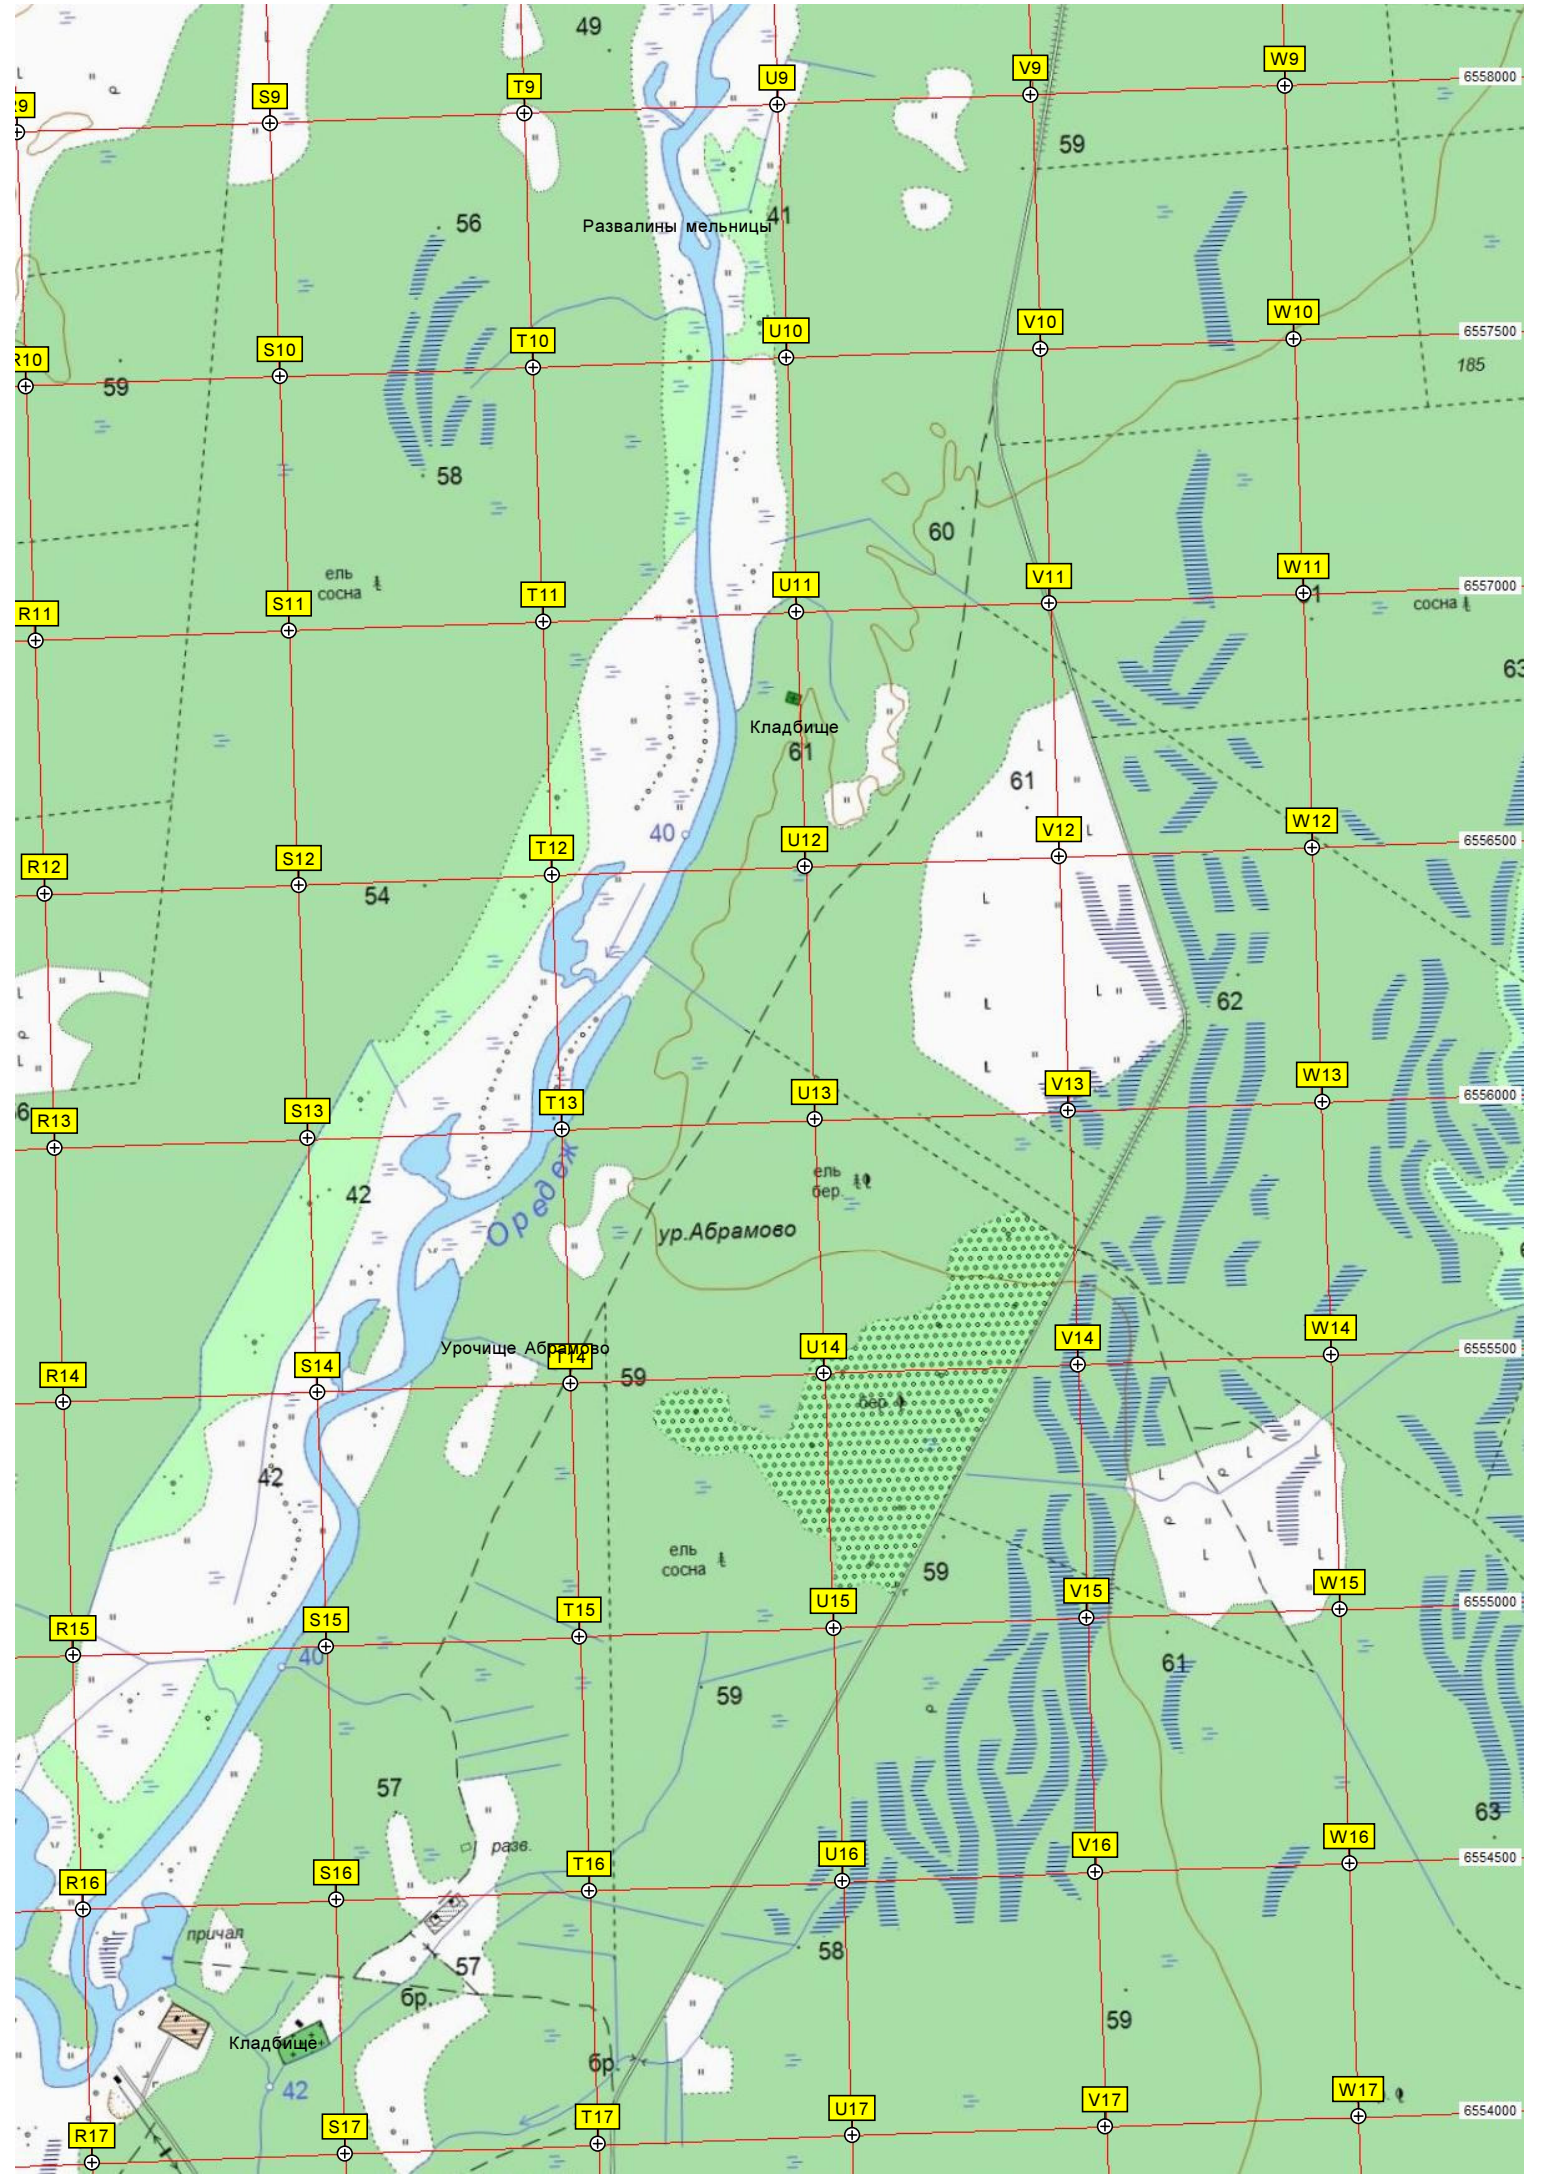 49
W9
V9
6558000
U9
T9
S9
59
41
56
Развалины мельницы
W10
V10
U10
6557500
T10
S10
R10
185
59
58
60
W11
ель
сосна
V11
U11
6557000
T11
S11
R11
сосна
63
Кладбище
61
61
40
W12
V12
U12
6556500
T12
S12
R12
54
62
W13
V13
U13
6556000
T13
S13
R13
ель
бер.
42
Оредеж
ур.Абрамово
W14
V14
U14
Урочище Абрамово
6555500
T14
S14
R14
59
бер.
42
ель
сосна
59
W15
V15
U15
6555000
T15
S15
R15
40
61
59
57
63
разв.
W16
V16
U16
6554500
T16
S16
R16
причал
58
57
бр.
59
Кладбище
бр.
42
W17
V17
U17
6554000
T17
S17
R17